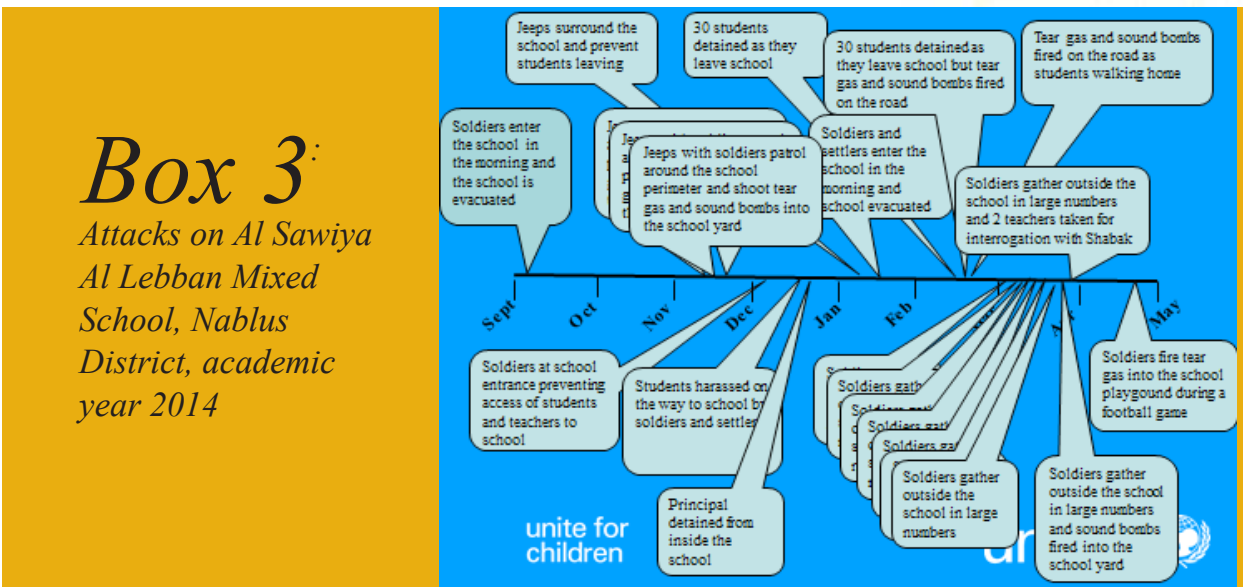 Box 3:
Attacks on Al Sawiya
Al Lebban Mixed
School, Nablus
District, academic
year 2014
Jeeps surround the
school and prevent
students leaving
30 students
detained as they
leave school
30 students detained as
they leave school but tear
gas and sound bombs fired
on the road
Tear gas and sound bombs
fired on the road as
students walking home
Soldiers enter
the school in
the morning and
the school is
evacuated
Jeeps with soldiers patrol
around the school
perimeter and shoot tear
gas and sound bombs into
the school yard
Soldiers and
settlers enter the
school in the
morning and
school evacuated
Soldiers gather outside the
school in large numbers
and 2 teachers taken for
interrogation with Shabak
Sept
Oct
Nov
Dec
Jan
Feb
Apr
May
Soldiers at school
entrance preventing
access of students
and teachers to
school
Students harassed on
the way to school by
soldiers and settlers
Principal
detained from
inside the
school
Soldiers gath
Soldiers gath
Soldiers gat
Soldiers gather
outside the
school in large
numbers
Soldiers gather
outside the school
in large numbers
and sound bombs
fired into the
school yard
Soldiers fire tear
gas into the school
playgound during a
football game
unite for
children